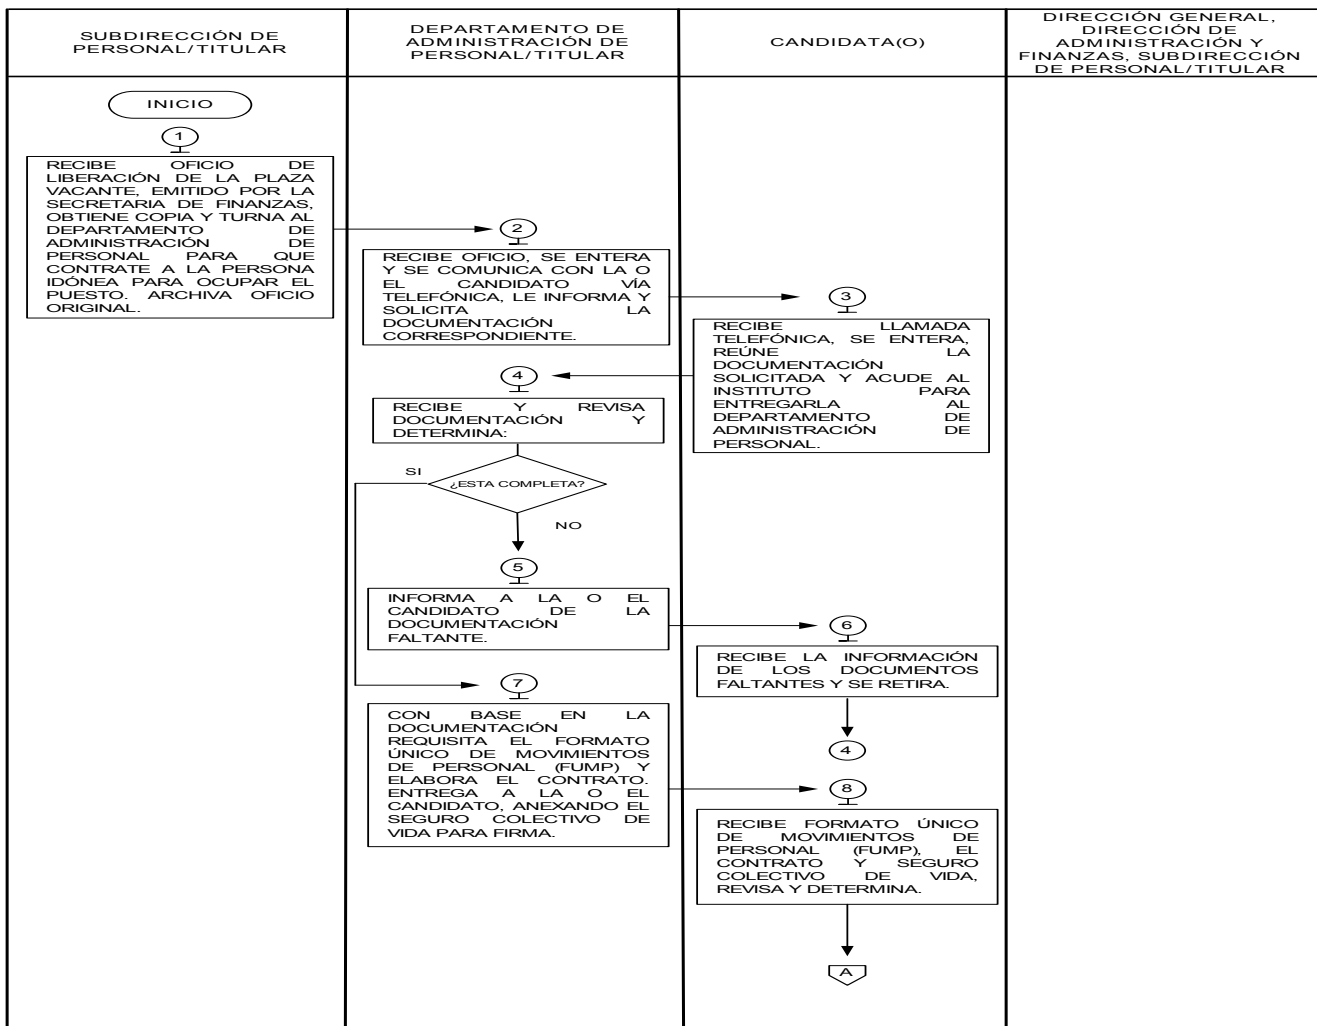 SUBDIRECCIÓN DE
PERSONAL/TITULAR
DEPARTAMENTO DE
ADMINISTRACIÓN DE
PERSONAL/TITULAR
CANDIDATA(O)
DIRECCIÓN GENERAL,
DIRECCIÓN DE
ADMINISTRACIÓN Y
FINANZAS, SUBDIRECCIÓN
DE PERSONAL/TITULAR
INICIO
1
RECIBE OFICIO DE
LIBERACIÓN DE LA PLAZA
VACANTE, EMITIDO POR LA
SECRETARIA DE FINANZAS,
OBTIENE COPIA Y TURNA AL
DEPARTAMENTO DE
ADMINISTRACIÓN DE
PERSONAL PARA QUE
CONTRATE A LA PERSONA
IDÓNEA PARA OCUPAR EL
PUESTO. ARCHIVA OFICIO
ORIGINAL.
2
RECIBE OFICIO, SE ENTERA
Y SE COMUNICA CON LA O
EL CANDIDATO VÍA
TELEFÓNICA, LE INFORMA Y
SOLICITA LA
DOCUMENTACIÓN
CORRESPONDIENTE.
3
RECIBE LLAMADA
TELEFÓNICA, SE ENTERA,
REÚNE LA
DOCUMENTACIÓN
SOLICITADA Y ACUDE AL
INSTITUTO PARA
ENTREGARLA AL
DEPARTAMENTO DE
ADMINISTRACIÓN DE
PERSONAL.
4
RECIBE Y REVISA
DOCUMENTACIÓN Y
DETERMINA:
SI
¿ESTA COMPLETA?
NO
5
INFORMA A LA O EL
CANDIDATO DE LA
DOCUMENTACIÓN
FALTANTE.
6
RECIBE LA INFORMACIÓN
DE LOS DOCUMENTOS
FALTANTES Y SE RETIRA.
4
7
CON BASE EN LA
DOCUMENTACIÓN
REQUISITA EL FORMATO
ÚNICO DE MOVIMIENTOS
DE PERSONAL (FUMP) Y
ELABORA EL CONTRATO.
ENTREGA A LA O EL
CANDIDATO, ANEXANDO EL
SEGURO COLECTIVO DE
VIDA PARA FIRMA.
8
RECIBE FORMATO ÚNICO
DE MOVIMIENTOS DE
PERSONAL (FUMP), EL
CONTRATO Y SEGURO
COLECTIVO DE VIDA,
REVISA Y DETERMINA.
A